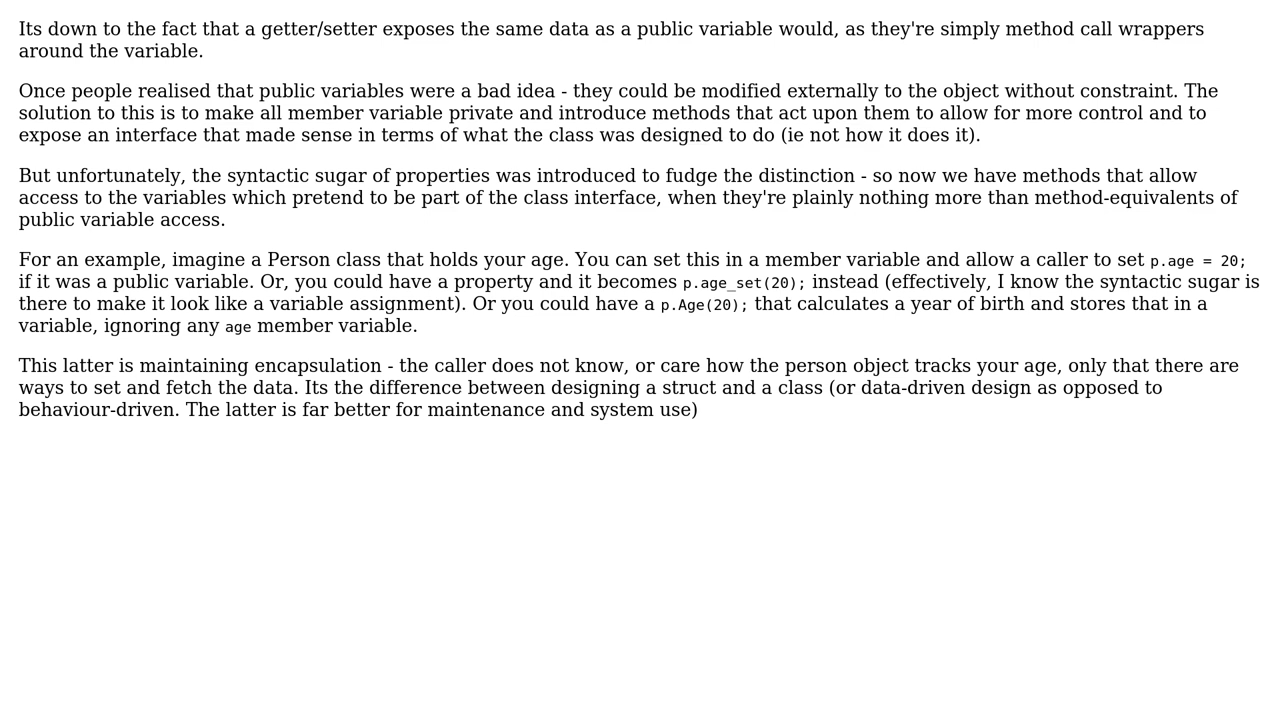 Its down to the fact that a getter/setter exposes the same data as a public variable would, as they're simply method call wrappers
around the variable.
Once people realised that public variables were a bad idea - they could be modified externally to the object without constraint. The
solution to this is to make all member variable private and introduce methods that act upon them to allow for more control and to
expose an interface that made sense in terms of what the class was designed to do (ie not how it does it).
But unfortunately, the syntactic sugar of properties was introduced to fudge the distinction - so now we have methods that allow
access to the variables which pretend to be part of the class interface, when they're plainly nothing more than method-equivalents of
public variable access.
For an example, imagine a Person class that holds your age. You can set this in a member variable and allow a caller to set p.age = 20;
if it was a public variable. Or, you could have a property and it becomes p.age_set(20); instead (effectively, I know the syntactic sugar is
there to make it look like a variable assignment). Or you could have a p.Age(20); that calculates a year of birth and stores that in a
variable, ignoring any age member variable.
This latter is maintaining encapsulation - the caller does not know, or care how the person object tracks your age, only that there are
ways to set and fetch the data. Its the difference between designing a struct and a class (or data-driven design as opposed to
behaviour-driven. The latter is far better for maintenance and system use)